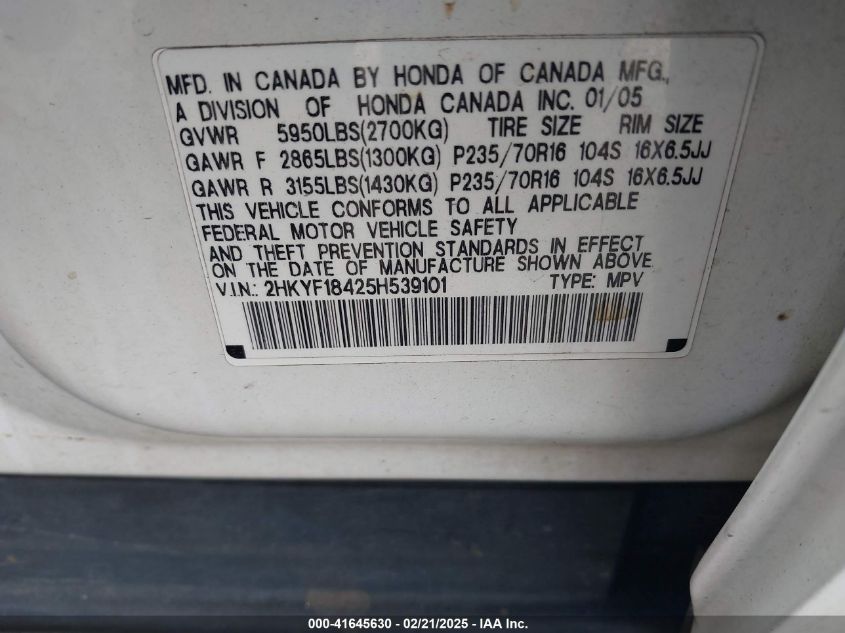 MFD. IN CANADA BY HONDA OF CANADA MFG.,
A DIVISION OF HONDA CANADA INC. 01/05
GVWR 5950LBS(2700KG) TIRE SIZE RIM SIZE
GAWR F 2865LBS(1300KG) P235/70R16 104S 16X6.5JJ
GAWR R 3155LBS(1430KG) P235/70R16 104S 16X6.5JJ
THIS VEHICLE CONFORMS TO ALL APPLICABLE
FEDERAL MOTOR VEHICLE SAFETY
AND THEFT PREVENTION STANDARDS IN EFFECT
ON THE DATE OF MANUFACTURE SHOWN ABOVE
V.I.N.: 2HKYF18425H539101 TYPE: MPV
000-41645630 - 02/21/2025 - IAA Inc.